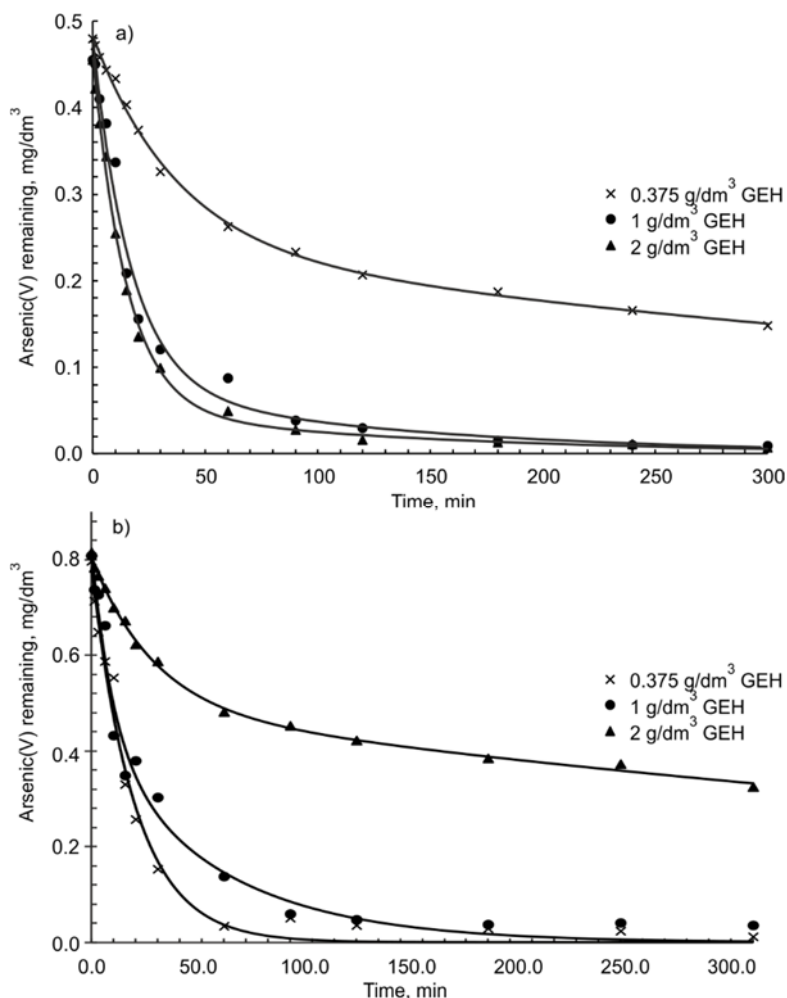 a)
Arsenic(V) remaining, mg/dm³
0.5
0.4
0.3
0.2
0.1
0.0
× 0.375 g/dm³ GEH
● 1 g/dm³ GEH
▲ 2 g/dm³ GEH
0 50 100 150 200 250 300
Time, min
b)
Arsenic(V) remaining, mg/dm³
0.8
0.6
0.4
0.2
0.0
× 0.375 g/dm³ GEH
● 1 g/dm³ GEH
▲ 2 g/dm³ GEH
0.0 50.0 100.0 150.0 200.0 250.0 300.0
Time, min